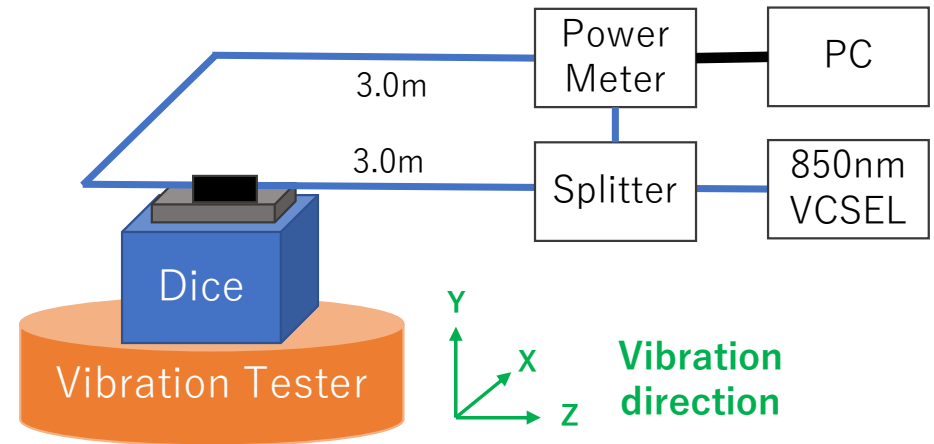 Power
Meter
PC
3.0m
3.0m
Splitter
850nm
VCSEL
Dice
Vibration Tester
Y
X
Z
Vibration
direction